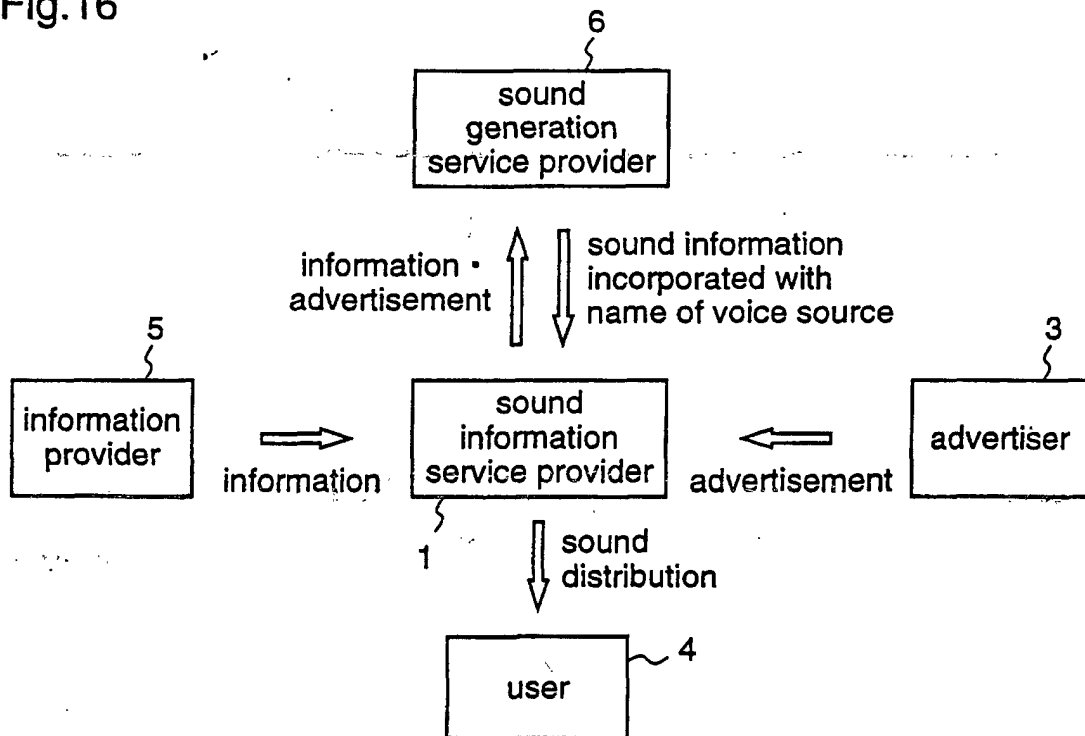 Fig.16
6
sound
generation
service provider
information ·
advertisement
sound information
incorporated with
name of voice source
5
3
information
provider
information
sound
information
service provider
advertisement
advertiser
1
sound
distribution
4
user